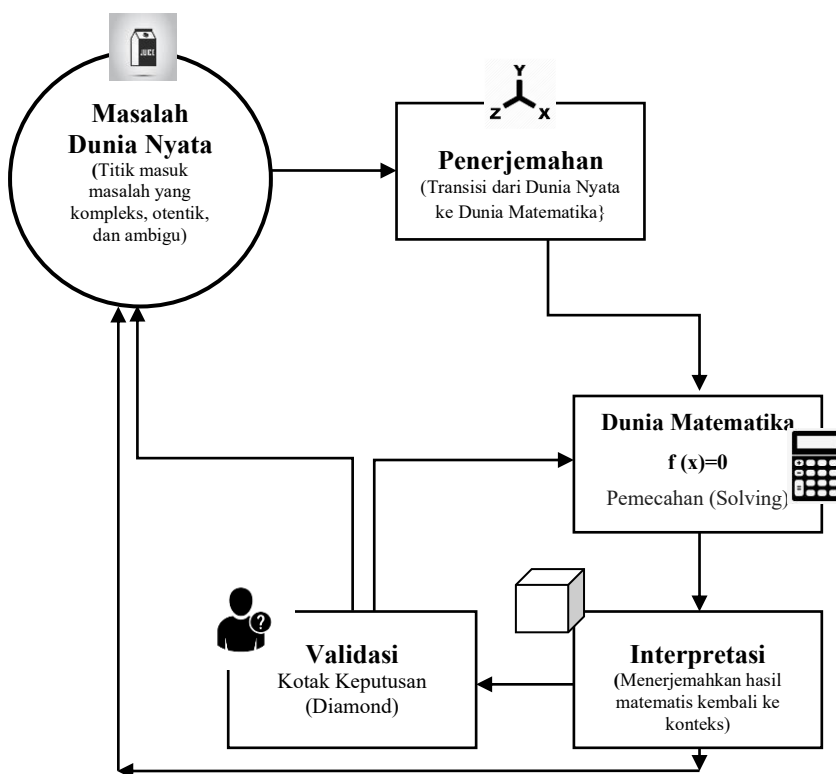 JUICE
Masalah
Dunia Nyata
(Titik masuk
masalah yang
kompleks, otentik,
dan ambigu)
Y
Z X
Penerjemahan
(Transisi dari Dunia Nyata
ke Dunia Matematika}
Dunia Matematika
f (x)=0
Pemecahan (Solving)
?
Validasi
Kotak Keputusan
(Diamond)
Interpretasi
(Menerjemahkan hasil
matematis kembali ke
konteks)